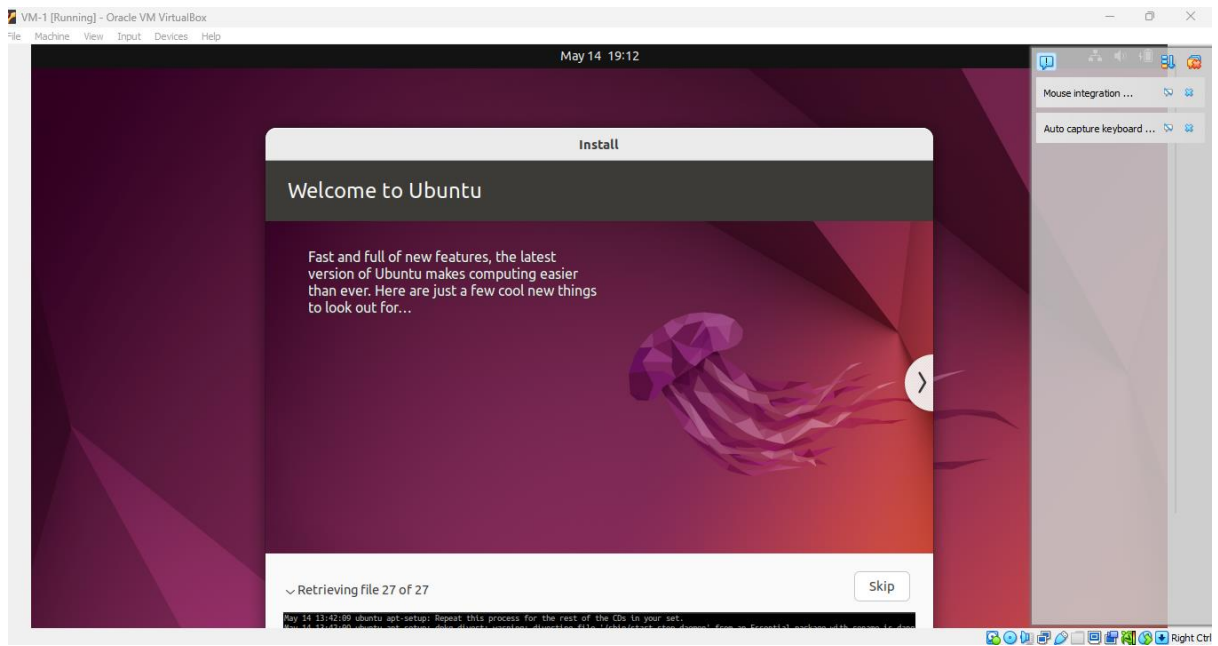 VM-1 [Running] - Oracle VM VirtualBox
File Machine View Input Devices Help
May 14 19:12
Mouse integration ...
Auto capture keyboard ...
Install
Welcome to Ubuntu
Fast and full of new features, the latest
version of Ubuntu makes computing easier
than ever. Here are just a few cool new things
to look out for...
Retrieving file 27 of 27
Skip
May 14 13:42:09 ubuntu apt-setup: Repeat this process for the rest of the CDs in your set.
Right Ctrl